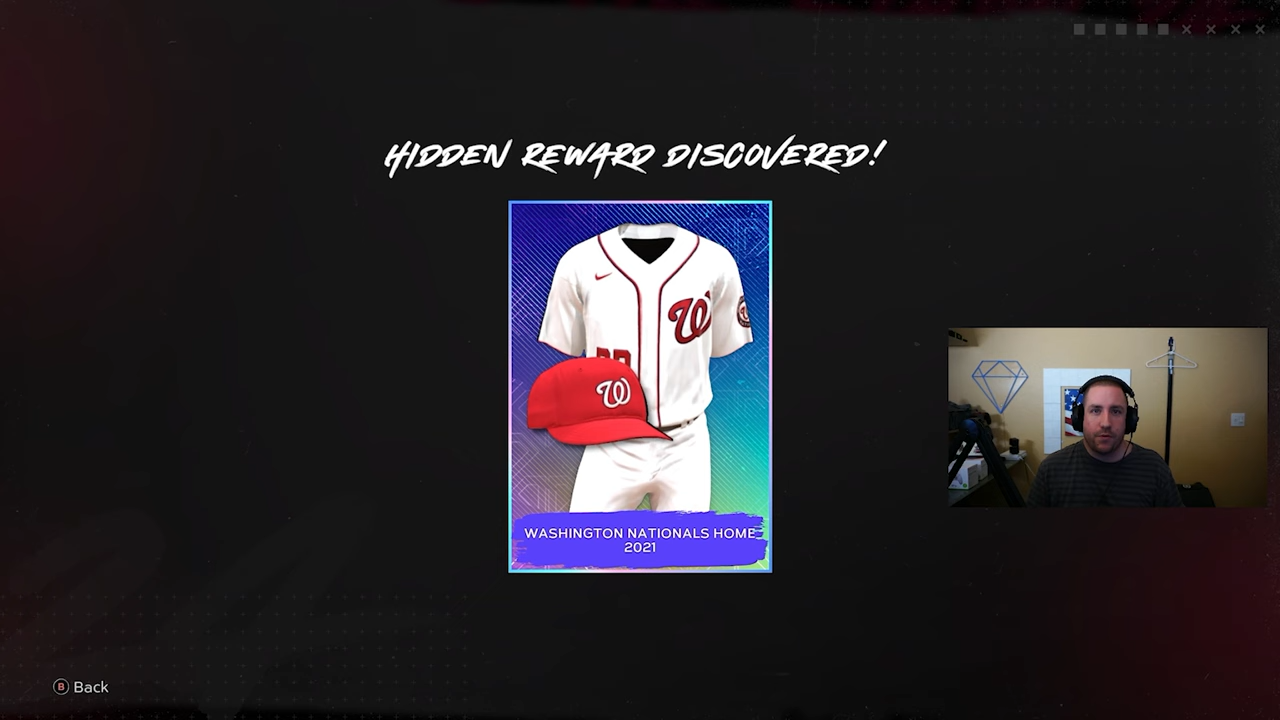 HIDDEN REWARD DISCOVERED!
W
W
WASHINGTON NATIONALS HOME
2021
B Back